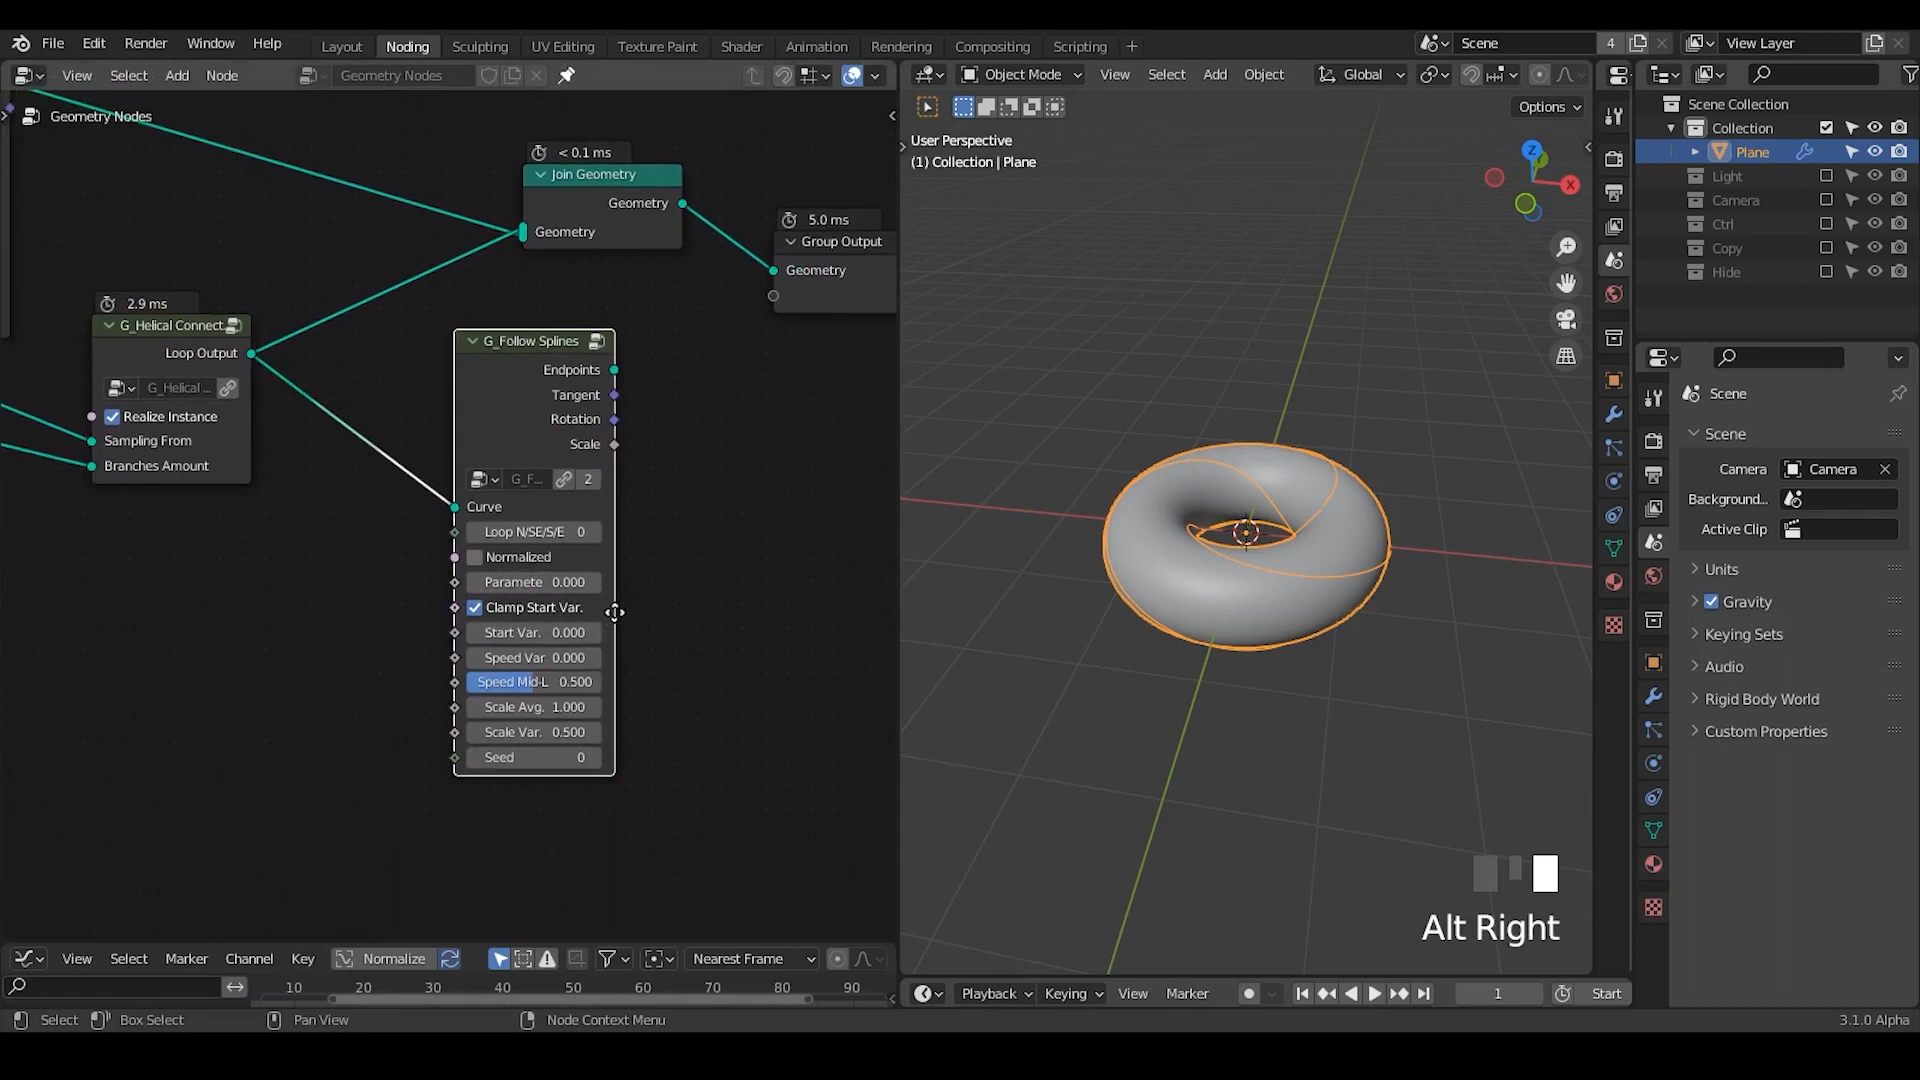 File Edit Render Window Help
Layout Noding Sculpting UV Editing Texture Paint Shader Animation Rendering Compositing Scripting +
Scene 4
View Layer
View Select Add Node
Geometry Nodes
Object Mode View Select Add Object Global
Options
Geometry Nodes
User Perspective
(1) Collection | Plane
Z
X
< 0.1 ms
Join Geometry
Geometry
Geometry
5.0 ms
Group Output
Geometry
2.9 ms
G_Helical Connect
Loop Output
G_Helical ...
Realize Instance
Sampling From
Branches Amount
G_Follow Splines
Endpoints
Tangent
Rotation
Scale
G_F... 2
Curve
Loop N/SE/S/E 0
Normalized
Paramete 0.000
Clamp Start Var.
Start Var. 0.000
Speed Var 0.000
Speed Mid-L 0.500
Scale Avg. 1.000
Scale Var. 0.500
Seed 0
Alt Right
Scene Collection
Collection
Plane
Light
Camera
Ctrl
Copy
Hide
Scene
Scene
Camera Camera
Background...
Active Clip
Units
Gravity
Keying Sets
Audio
Rigid Body World
Custom Properties
View Select Marker Channel Key Normalize Nearest Frame
10 20 30 40 50 60 70 80 90
Playback Keying View Marker 1 Start
Select Box Select Pan View Node Context Menu
3.1.0 Alpha